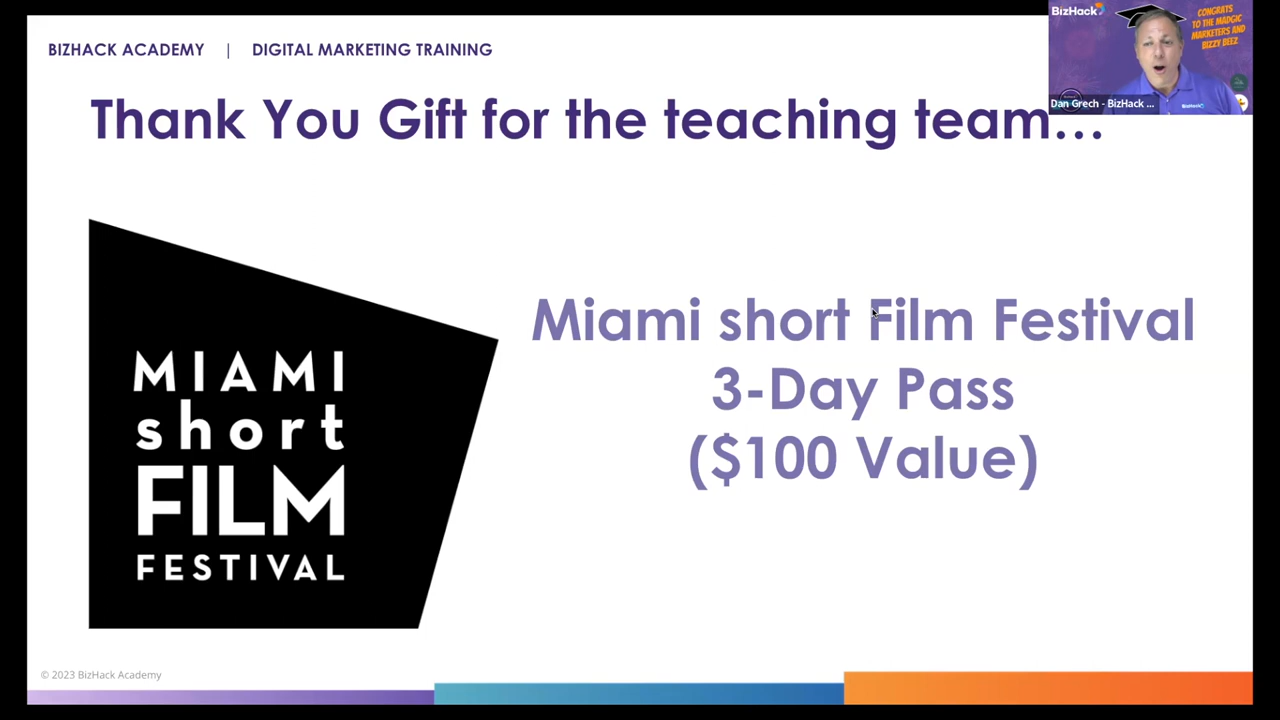 BIZHACK ACADEMY | DIGITAL MARKETING TRAINING
BizHack
CONGRATS
TO THE MADGIC
MARKETERS AND
BIZZY BEEZ
BizHack
Dan Grech - BizHack ...
Thank You Gift for the teaching team...
MIAMI
short
FILM
FESTIVAL
Miami short Film Festival
3-Day Pass
($100 Value)
© 2023 BizHack Academy